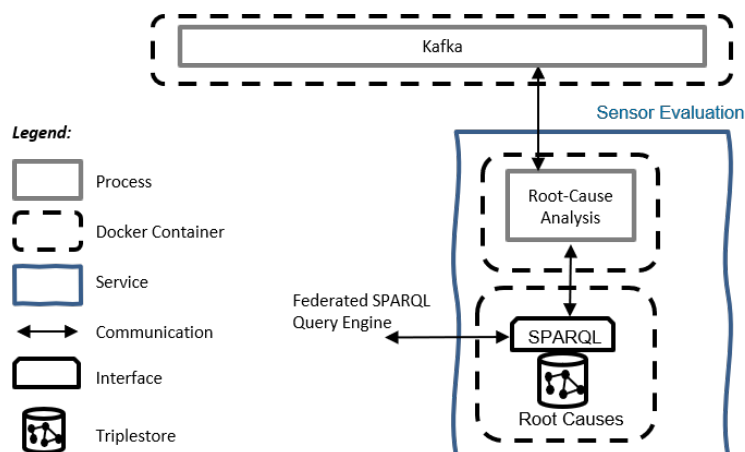 Kafka
Sensor Evaluation
Legend:
Process
Docker Container
Service
Communication
Interface
Triplestore
Root-Cause
Analysis
Federated SPARQL
Query Engine
SPARQL
Root Causes